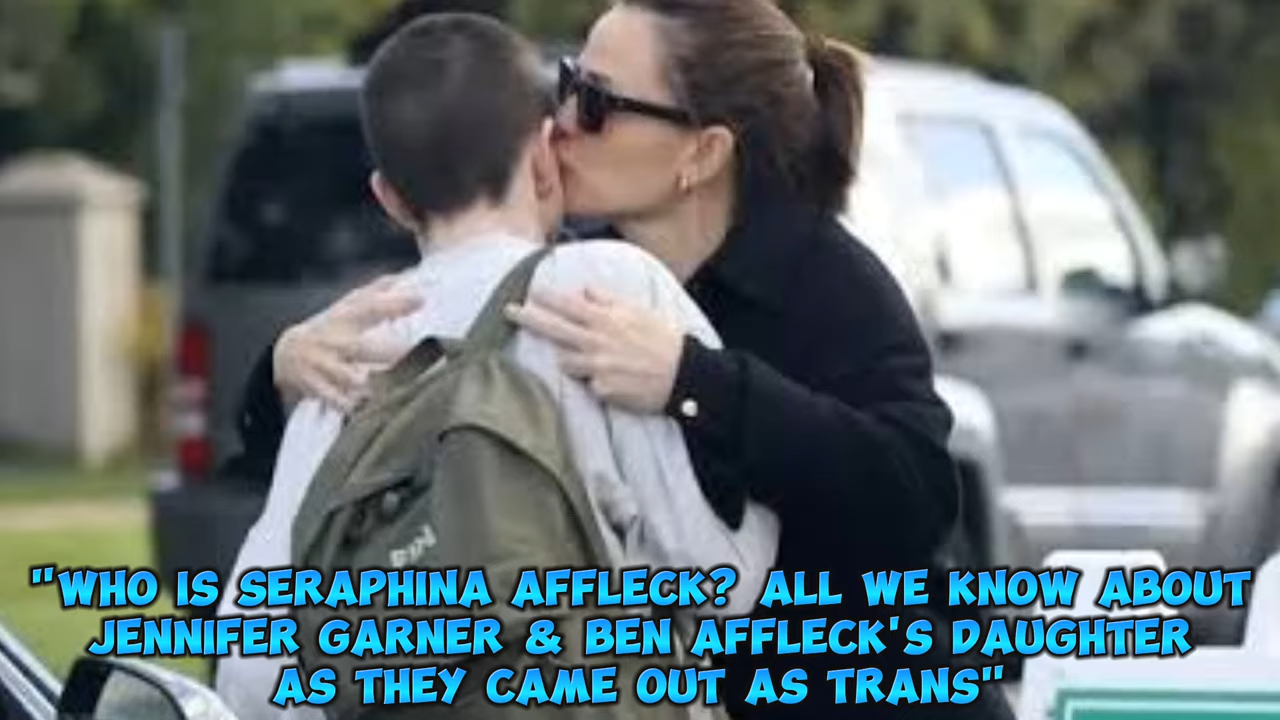 "WHO IS SERAPHINA AFFLECK? ALL WE KNOW ABOUT
JENNIFER GARNER & BEN AFFLECK'S DAUGHTER
AS THEY CAME OUT AS TRANS"